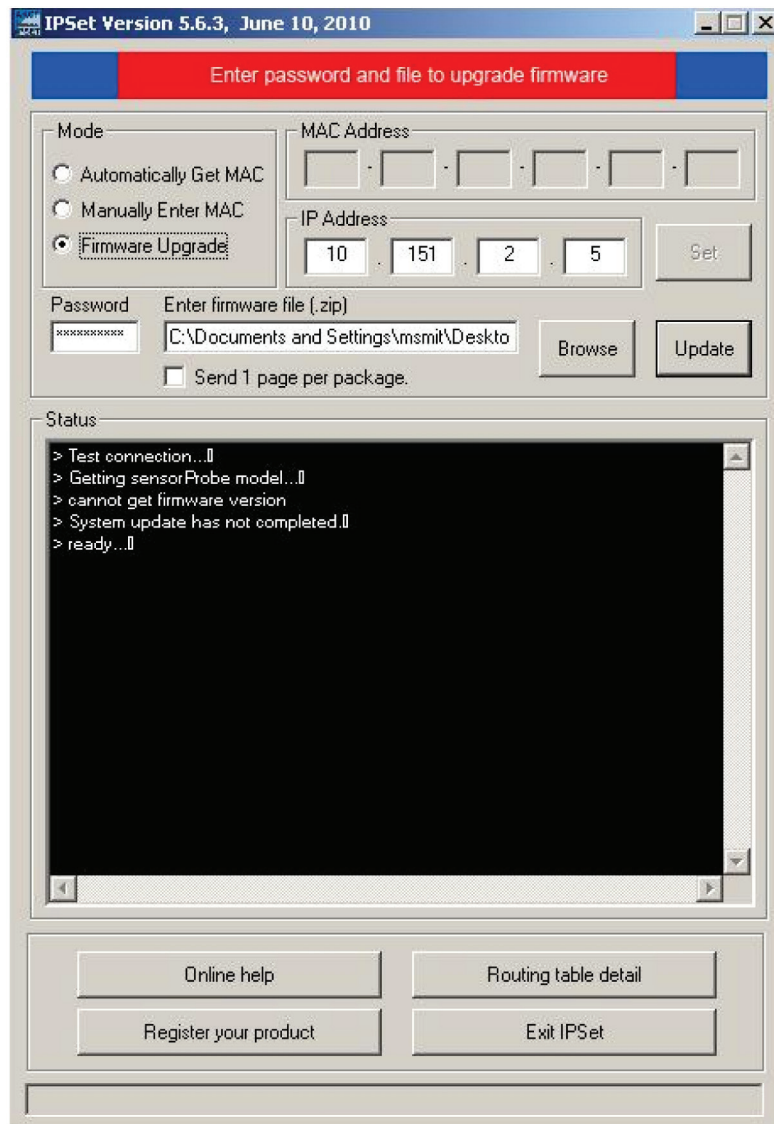 IPSet Version 5.6.3, June 10, 2010
Enter password and file to upgrade firmware
Mode
Automatically Get MAC
Manually Enter MAC
Firmware Upgrade
MAC Address
- - - - -
IP Address
10 . 151 . 2 . 5
Set
Password
**********
Enter firmware file (.zip)
C:\Documents and Settings\msmit\Deskto
Browse
Update
Send 1 page per package.
Status
> Test connection...▯
> Getting sensorProbe model...▯
> cannot get firmware version
> System update has not completed.▯
> ready...▯
Online help
Routing table detail
Register your product
Exit IPSet